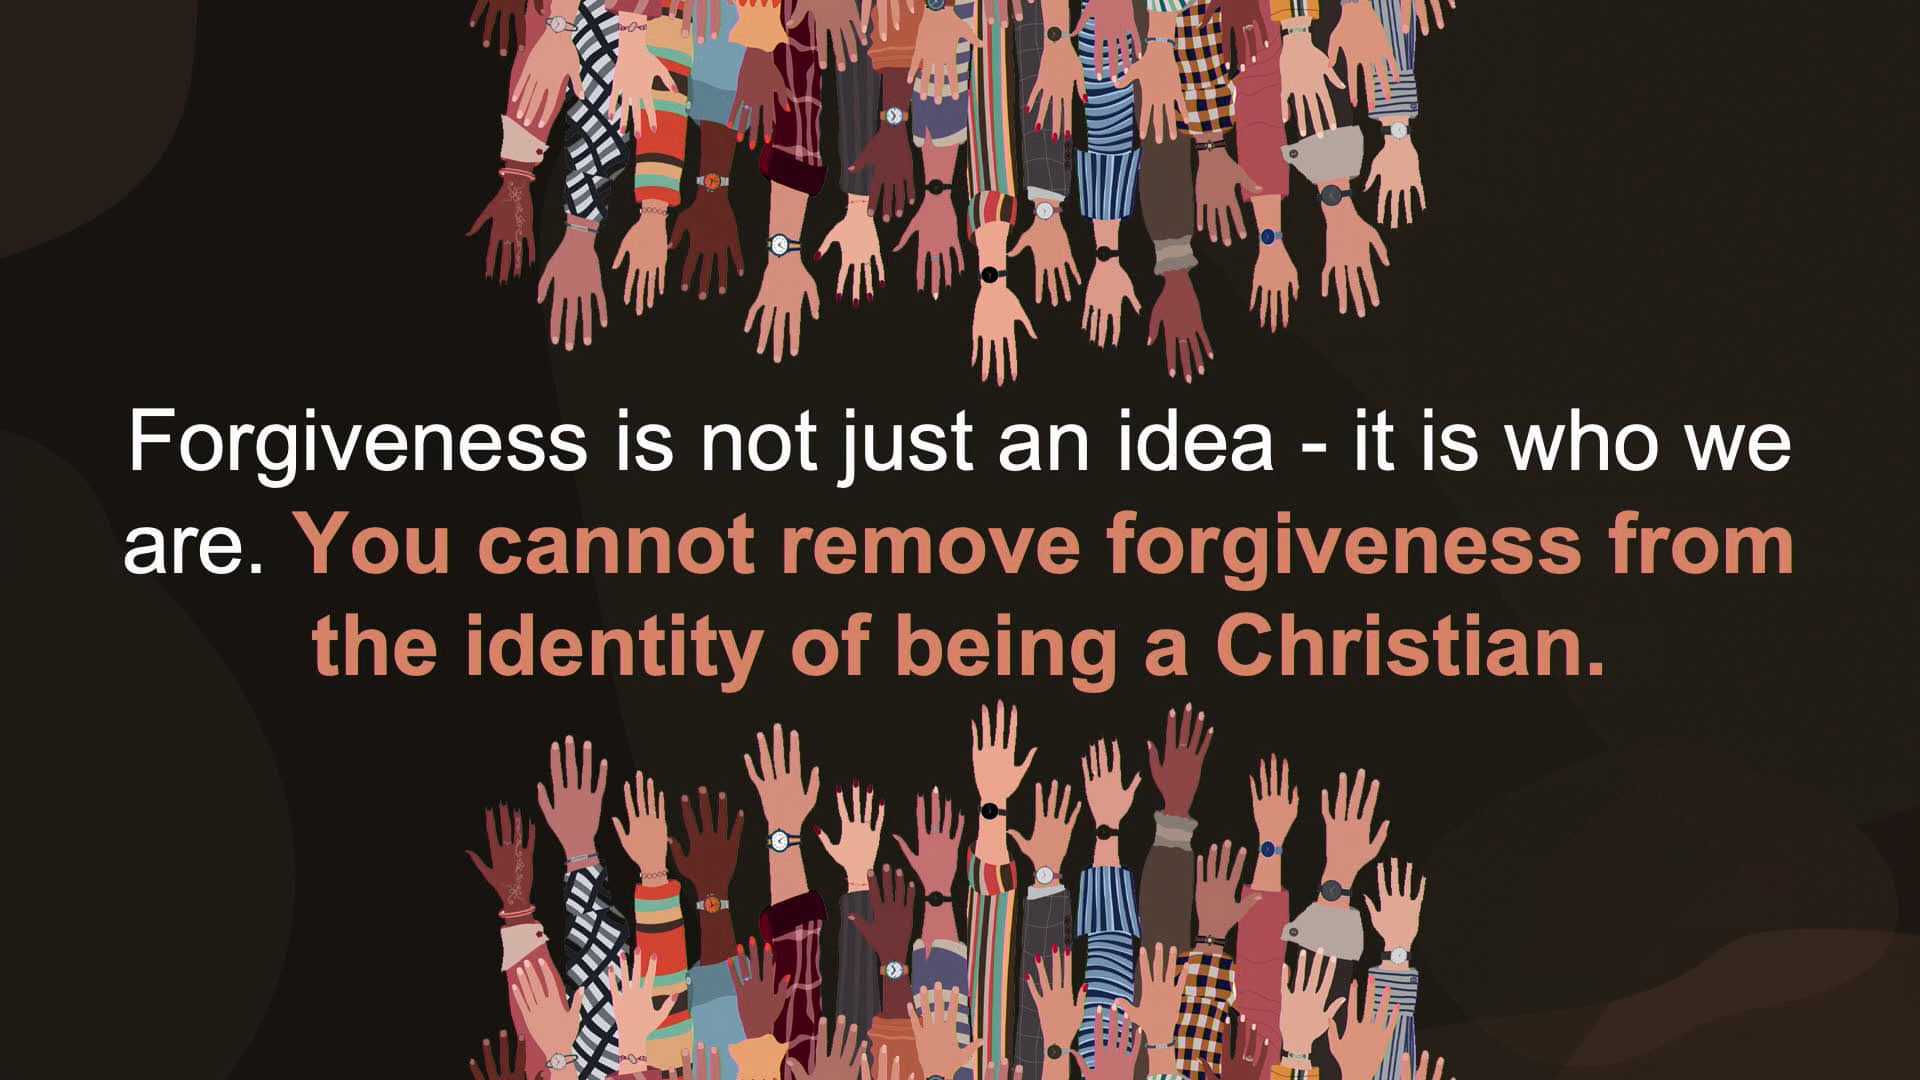 Forgiveness is not just an idea - it is who we
are. You cannot remove forgiveness from
the identity of being a Christian.